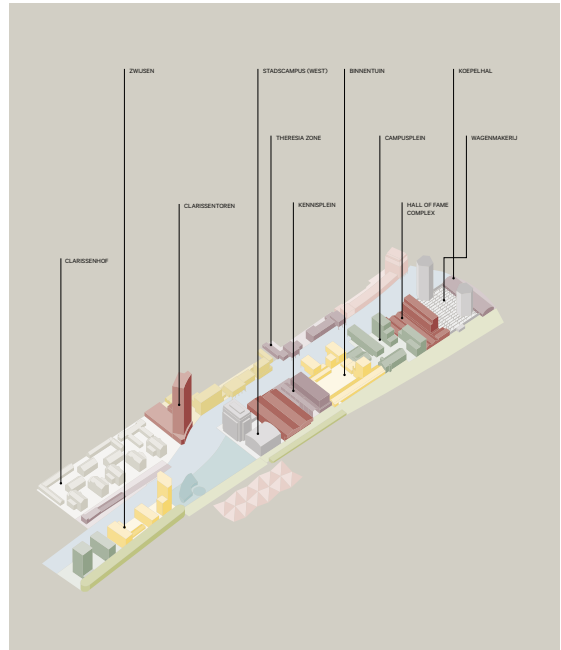 ZWIJSEN
STADSCAMPUS (WEST)
BINNENTUIN
KOEPELHAL
THERESIA ZONE
CAMPUSPLEIN
WAGENMAKERIJ
CLARISSENTOREN
KENNISPLEIN
HALL OF FAME
COMPLEX
CLARISSENHOF